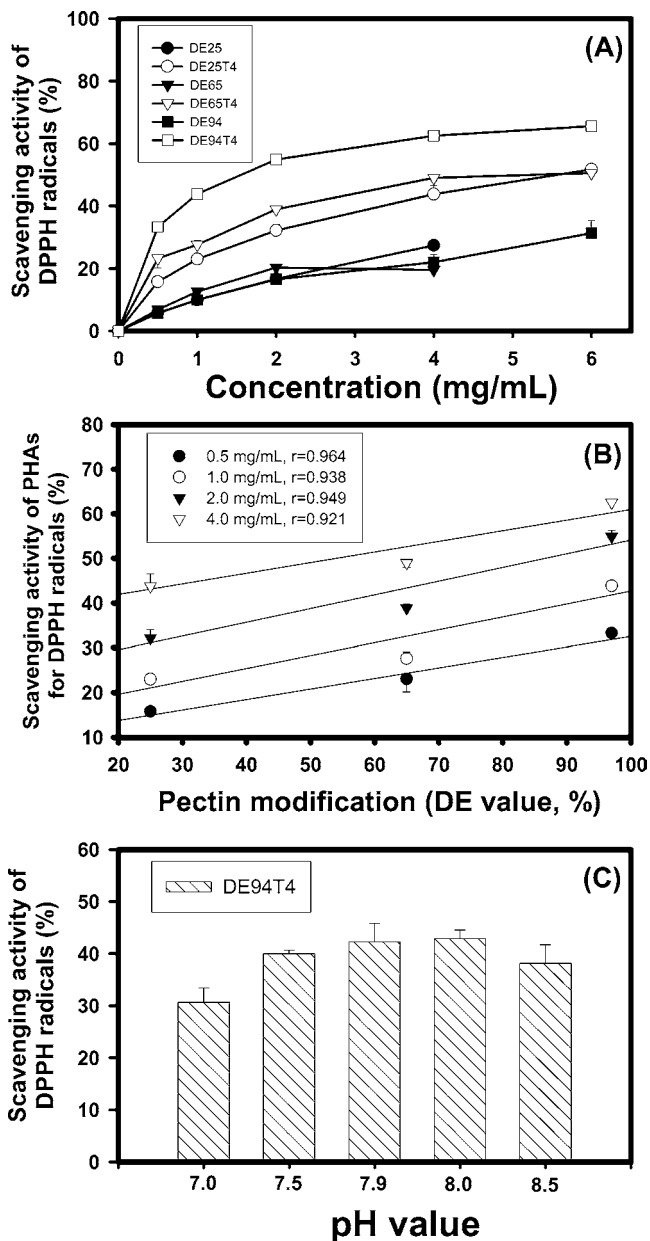 (A)
DE25
DE25T4
DE65
DE65T4
DE94
DE94T4
Scavenging activity of
DPPH radicals (%)
100
80
60
40
20
0
0 1 2 3 4 5 6
Concentration (mg/mL)
(B)
0.5 mg/mL, r=0.964
1.0 mg/mL, r=0.938
2.0 mg/mL, r=0.949
4.0 mg/mL, r=0.921
Scavenging activity of PHAs
for DPPH radicals (%)
80
70
60
50
40
30
20
10
20 30 40 50 60 70 80 90 100
Pectin modification (DE value, %)
(C)
DE94T4
Scavenging activity of
DPPH radicals (%)
60
50
40
30
20
10
0
7.0 7.5 7.9 8.0 8.5
pH value